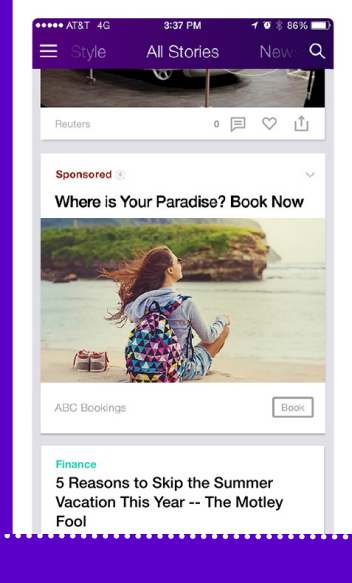 AT&T 4G 3:37 PM 86%
Style All Stories News
Reuters 0
Sponsored
Where is Your Paradise? Book Now
ABC Bookings Book
Finance
5 Reasons to Skip the Summer
Vacation This Year -- The Motley
Fool